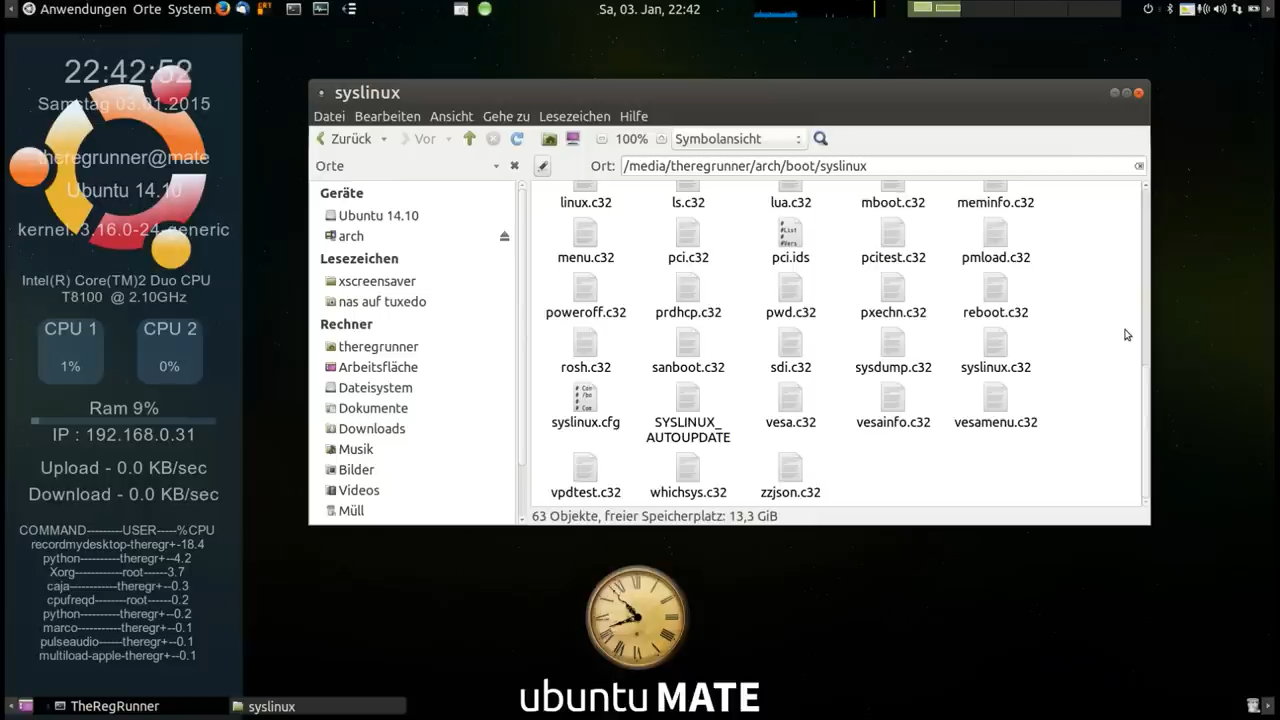 Anwendungen Orte System
Sa, 03. Jan, 22:42
22:42:52
Samstag 03.01.2015
theregrunner@mate
Ubuntu 14.10
kernel: 3.16.0-24-generic
Intel(R) Core(TM)2 Duo CPU
T8100 @ 2.10GHz
CPU 1 CPU 2
1% 0%
Ram 9%
IP : 192.168.0.31
Upload - 0.0 KB/sec
Download - 0.0 KB/sec
COMMAND---------USER-----%CPU
recordmydesktop-theregr+-18.4
python----------theregr+--4.2
Xorg------------root------3.7
caja------------theregr+--0.3
cpufreqd--------root------0.2
python----------theregr+--0.2
marco-----------theregr+--0.1
pulseaudio------theregr+--0.1
multiload-apple-theregr+--0.1
syslinux
Datei Bearbeiten Ansicht Gehe zu Lesezeichen Hilfe
Zurück Vor 100% Symbolansicht
Orte Ort: /media/theregrunner/arch/boot/syslinux
Geräte
Ubuntu 14.10
arch
Lesezeichen
xscreensaver
nas auf tuxedo
Rechner
theregrunner
Arbeitsfläche
Dateisystem
Dokumente
Downloads
Musik
Bilder
Videos
Müll
linux.c32 ls.c32 lua.c32 mboot.c32 meminfo.c32
menu.c32 pci.c32 pci.ids pcitest.c32 pmload.c32
poweroff.c32 prdhcp.c32 pwd.c32 pxechn.c32 reboot.c32
rosh.c32 sanboot.c32 sdi.c32 sysdump.c32 syslinux.c32
syslinux.cfg SYSLINUX_ vesa.c32 vesainfo.c32 vesamenu.c32
AUTOUPDATE
vpdtest.c32 whichsys.c32 zzjson.c32
63 Objekte, freier Speicherplatz: 13,3 GiB
ubuntu MATE
TheRegRunner syslinux